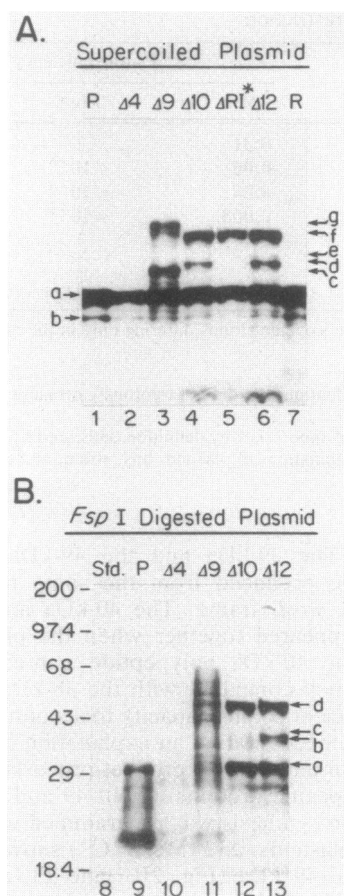 A.
Supercoiled Plasmid
P Δ4 Δ9 Δ10 ΔRI* Δ12 R
g
f
e
d
c
a
b
1 2 3 4 5 6 7
B.
Fsp I Digested Plasmid
Std. P Δ4 Δ9 Δ10 Δ12
200 -
97.4 -
68 -
43 -
29 -
18.4 -
d
c
b
a
8 9 10 11 12 13